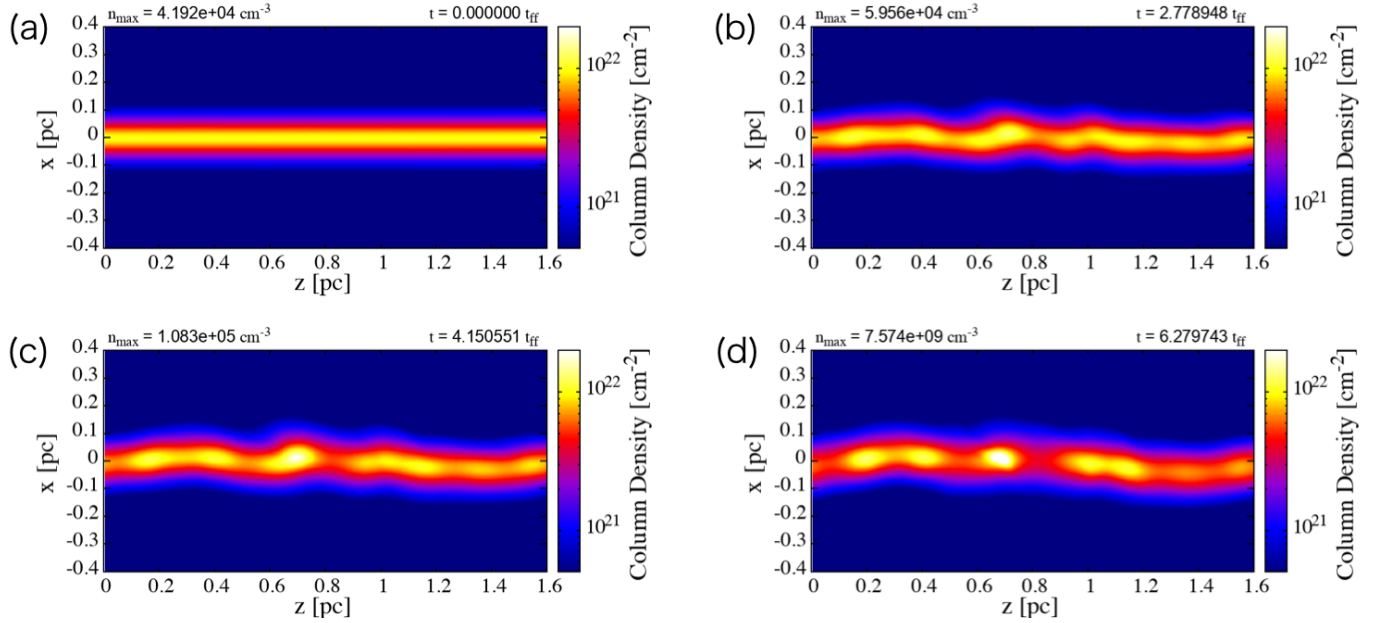 (a)
n_max = 4.192e+04 cm^-3 t = 0.000000 t_ff
0.4
0.3
0.2
0.1
0
-0.1
-0.2
-0.3
-0.4
x [pc]
0 0.2 0.4 0.6 0.8 1 1.2 1.4 1.6
z [pc]
10^22
10^21
Column Density [cm^-2]
(b)
n_max = 5.956e+04 cm^-3 t = 2.778948 t_ff
0.4
0.3
0.2
0.1
0
-0.1
-0.2
-0.3
-0.4
x [pc]
0 0.2 0.4 0.6 0.8 1 1.2 1.4 1.6
z [pc]
10^22
10^21
Column Density [cm^-2]
(c)
n_max = 1.083e+05 cm^-3 t = 4.150551 t_ff
0.4
0.3
0.2
0.1
0
-0.1
-0.2
-0.3
-0.4
x [pc]
0 0.2 0.4 0.6 0.8 1 1.2 1.4 1.6
z [pc]
10^22
10^21
Column Density [cm^-2]
(d)
n_max = 7.574e+09 cm^-3 t = 6.279743 t_ff
0.4
0.3
0.2
0.1
0
-0.1
-0.2
-0.3
-0.4
x [pc]
0 0.2 0.4 0.6 0.8 1 1.2 1.4 1.6
z [pc]
10^22
10^21
Column Density [cm^-2]